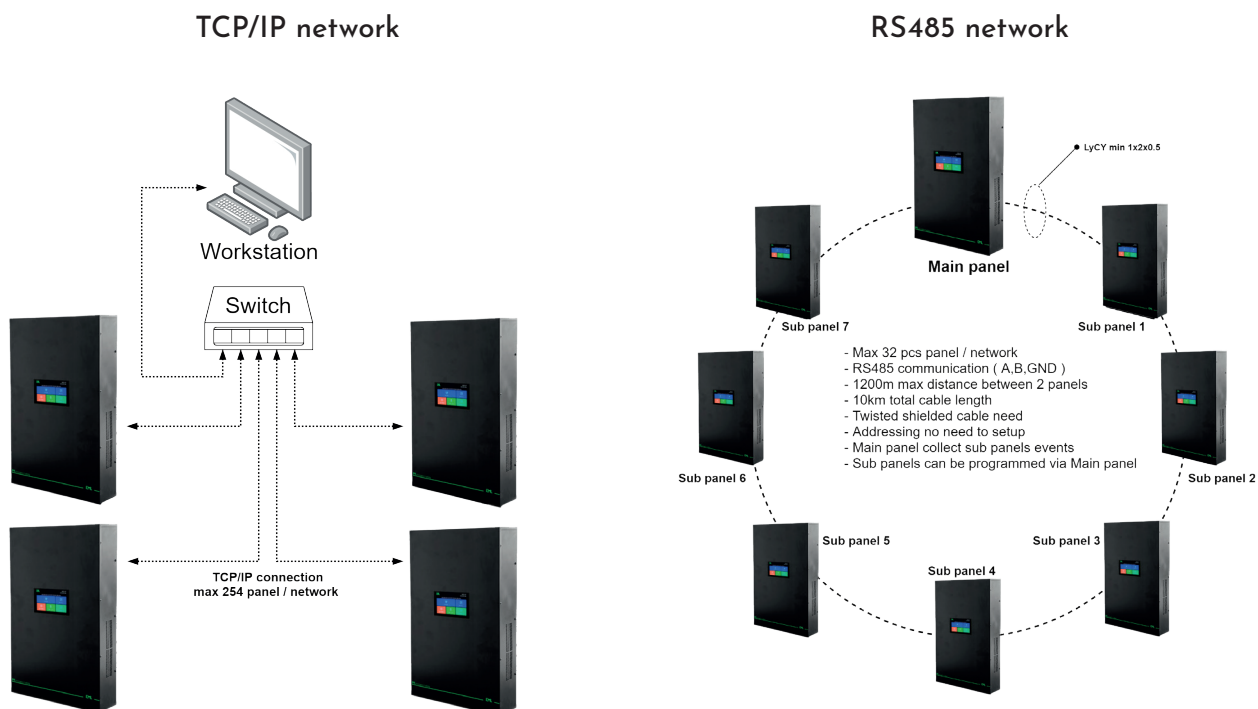 TCP/IP network
RS485 network
Workstation
Switch
TCP/IP connection
max 254 panel / network
LyCY min 1x2x0.5
Main panel
Sub panel 7
Sub panel 1
- Max 32 pcs panel / network
- RS485 communication ( A,B,GND )
- 1200m max distance between 2 panels
- 10km total cable length
- Twisted shielded cable need
- Addressing no need to setup
- Main panel collect sub panels events
- Sub panels can be programmed via Main panel
Sub panel 6
Sub panel 2
Sub panel 5
Sub panel 3
Sub panel 4